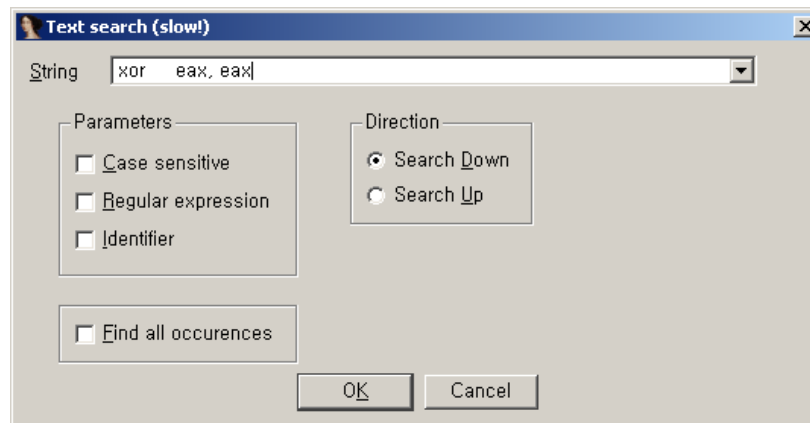 Text search (slow!)
String
xor   eax, eax
Parameters
Case sensitive
Regular expression
Identifier
Direction
Search Down
Search Up
Find all occurences
OK
Cancel